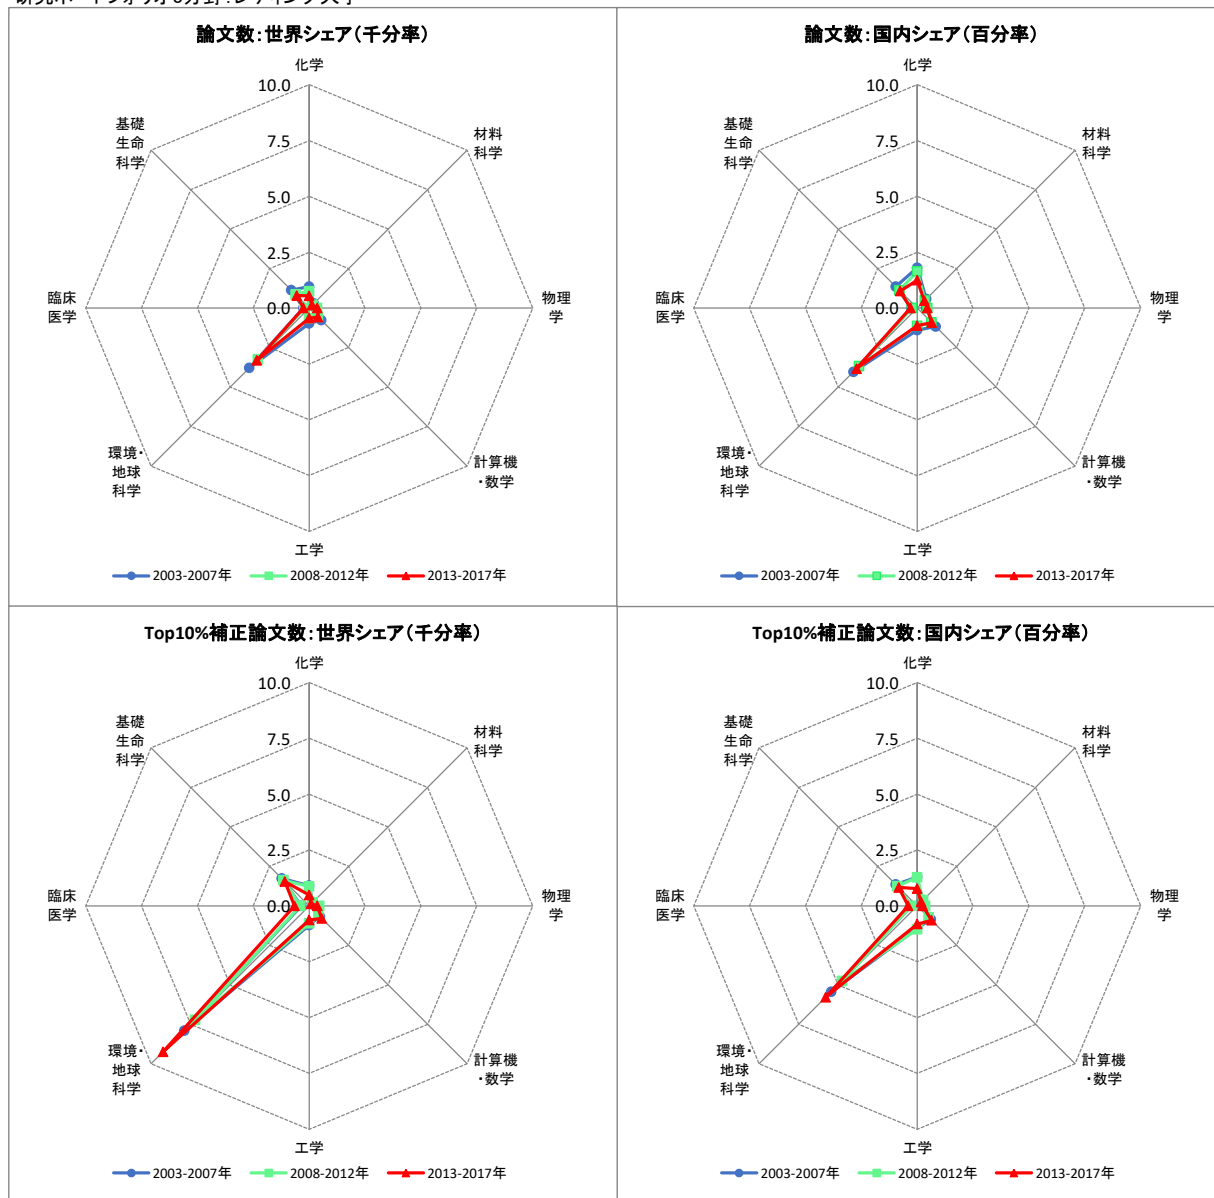 論文数：世界シェア（千分率）
化学
10.0
7.5
5.0
2.5
0.0
材料
科学
物理
学
計算機
・数学
工学
環境・
地球
科学
臨床
医学
基礎
生命
科学
2003-2007年
2008-2012年
2013-2017年
論文数：国内シェア（百分率）
化学
10.0
7.5
5.0
2.5
0.0
材料
科学
物理
学
計算機
・数学
工学
環境・
地球
科学
臨床
医学
基礎
生命
科学
2003-2007年
2008-2012年
2013-2017年
Top10%補正論文数：世界シェア（千分率）
化学
10.0
7.5
5.0
2.5
0.0
材料
科学
物理
学
計算機
・数学
工学
環境・
地球
科学
臨床
医学
基礎
生命
科学
2003-2007年
2008-2012年
2013-2017年
Top10%補正論文数：国内シェア（百分率）
化学
10.0
7.5
5.0
2.5
0.0
材料
科学
物理
学
計算機
・数学
工学
環境・
地球
科学
臨床
医学
基礎
生命
科学
2003-2007年
2008-2012年
2013-2017年